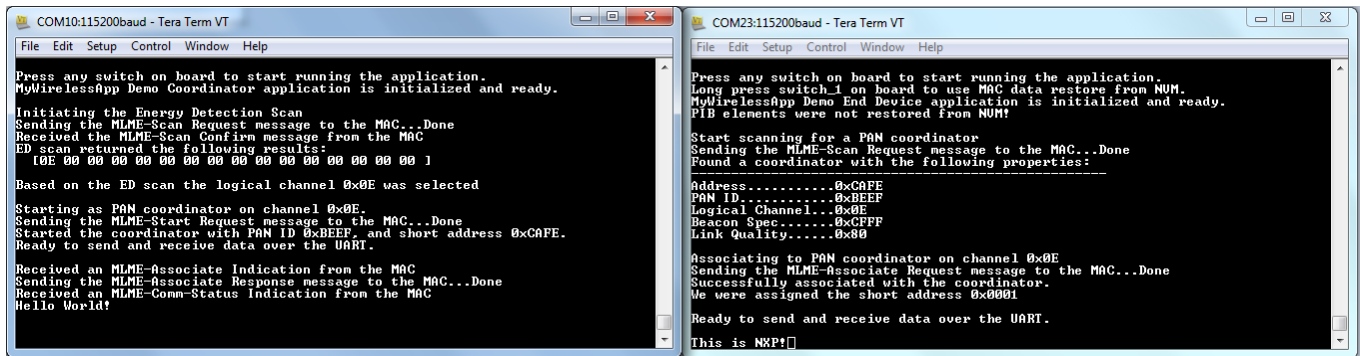 COM10:115200baud - Tera Term VT
File Edit Setup Control Window Help
Press any switch on board to start running the application.
MyWirelessApp Demo Coordinator application is initialized and ready.
Initiating the Energy Detection Scan
Sending the MLME-Scan Request message to the MAC...Done
Received the MLME-Scan Confirm message from the MAC
ED scan returned the following results:
[0E 00 00 00 00 00 00 00 00 00 00 00 00 00 00 00 ]
Based on the ED scan the logical channel 0x0E was selected
Starting as PAN coordinator on channel 0x0E.
Sending the MLME-Start Request message to the MAC...Done
Started the coordinator with PAN ID 0xBEEF, and short address 0xCAFE.
Ready to send and receive data over the UART.
Received an MLME-Associate Indication from the MAC
Sending the MLME-Associate Response message to the MAC...Done
Received an MLME-Comm-Status Indication from the MAC
Hello World!
COM23:115200baud - Tera Term VT
File Edit Setup Control Window Help
Press any switch on board to start running the application.
Long press switch_1 on board to use MAC data restore from NVM.
MyWirelessApp Demo End Device application is initialized and ready.
PIB elements were not restored from NVM!
Start scanning for a PAN coordinator
Sending the MLME-Scan Request message to the MAC...Done
Found a coordinator with the following properties:
----------------------------------------------------
Address...........0xCAFE
PAN ID............0xBEEF
Logical Channel...0x0E
Beacon Spec.......0xCFFF
Link Quality......0x80
Associating to PAN coordinator on channel 0x0E
Sending the MLME-Associate Request message to the MAC...Done
Successfully associated with the coordinator.
We were assigned the short address 0x0001
Ready to send and receive data over the UART.
This is NXP!